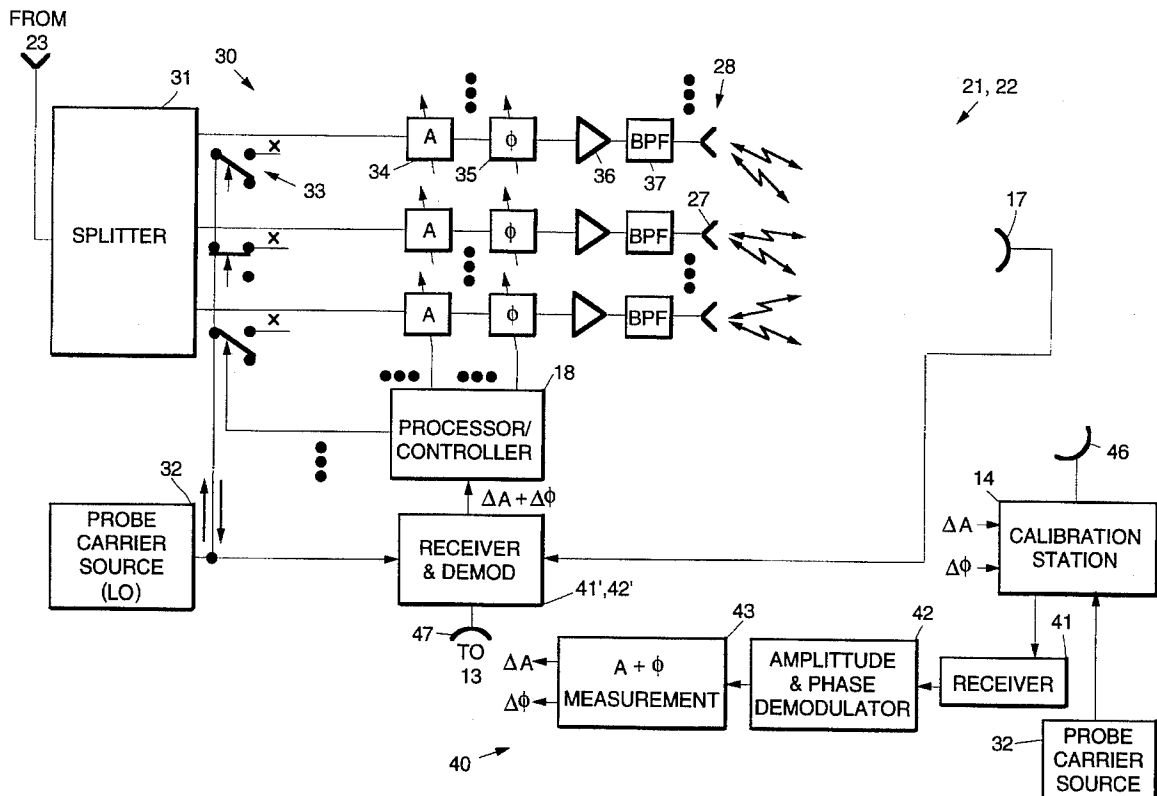 FROM
23
31
30
28
21, 22
SPLITTER
X
33
A
34
ϕ
35
36
BPF
37
X
A
ϕ
BPF
27
17
X
A
ϕ
BPF
18
PROCESSOR/
CONTROLLER
32
PROBE
CARRIER
SOURCE
(LO)
ΔA + Δϕ
RECEIVER
& DEMOD
41',42'
47
TO
13
46
14
ΔA
Δϕ
CALIBRATION
STATION
43
ΔA
Δϕ
A + ϕ
MEASUREMENT
42
AMPLITTUDE
& PHASE
DEMODULATOR
41
RECEIVER
32
PROBE
CARRIER
SOURCE
40